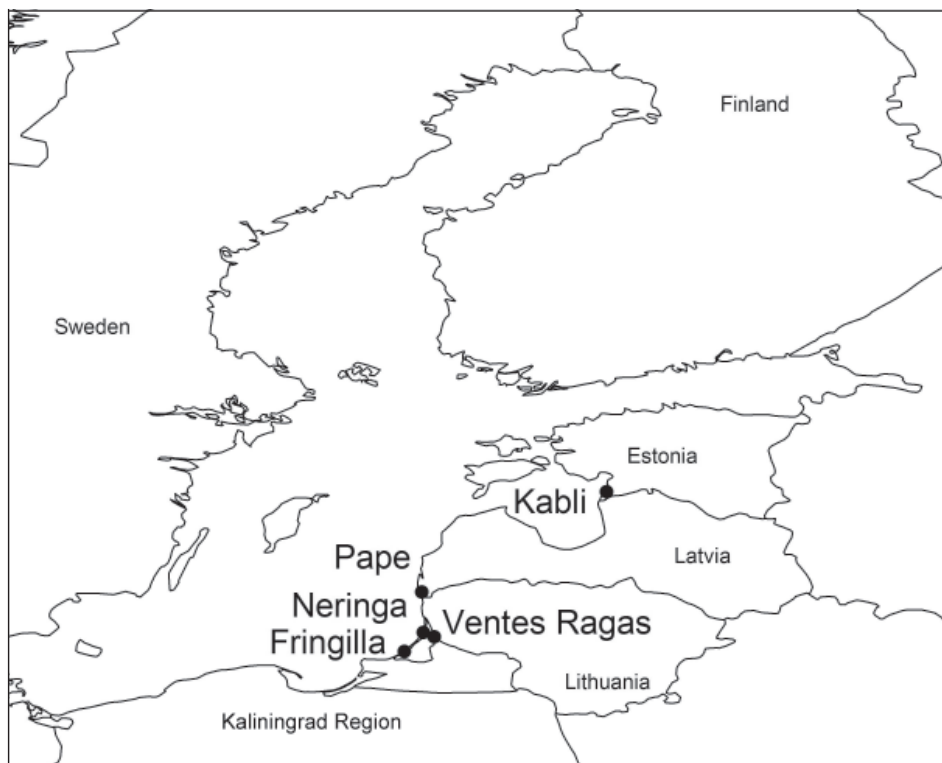 Finland
Sweden
Estonia
Kabli
Latvia
Pape
Neringa
Ventes Ragas
Fringilla
Lithuania
Kaliningrad Region